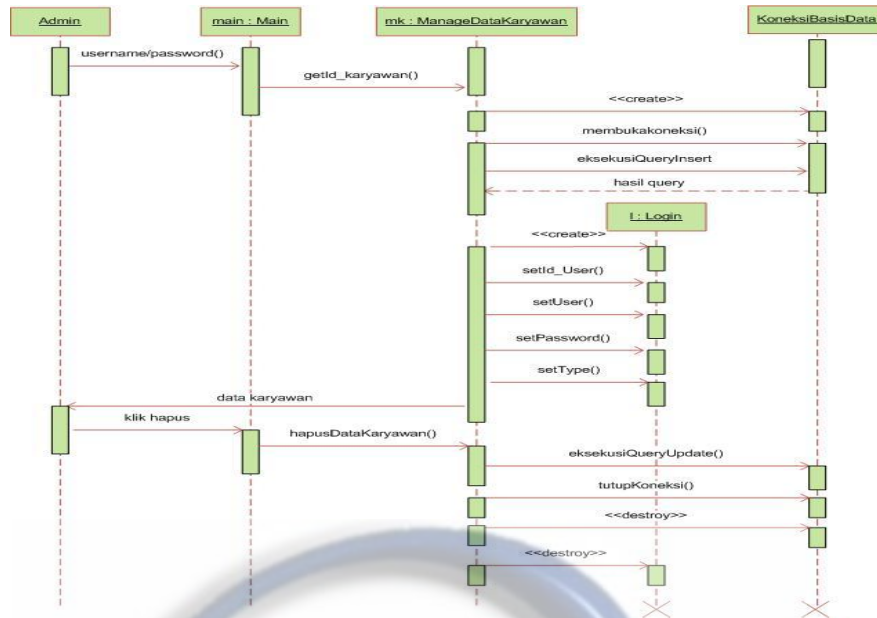 Admin
main : Main
mk : ManageDataKaryawan
KoneksiBasisData
username/password()
getId_karyawan()
<<create>>
membukakoneksi()
eksekusiQueryInsert
hasil query
l : Login
<<create>>
setId_User()
setUser()
setPassword()
setType()
data karyawan
klik hapus
hapusDataKaryawan()
eksekusiQueryUpdate()
tutupKoneksi()
<<destroy>>
<<destroy>>